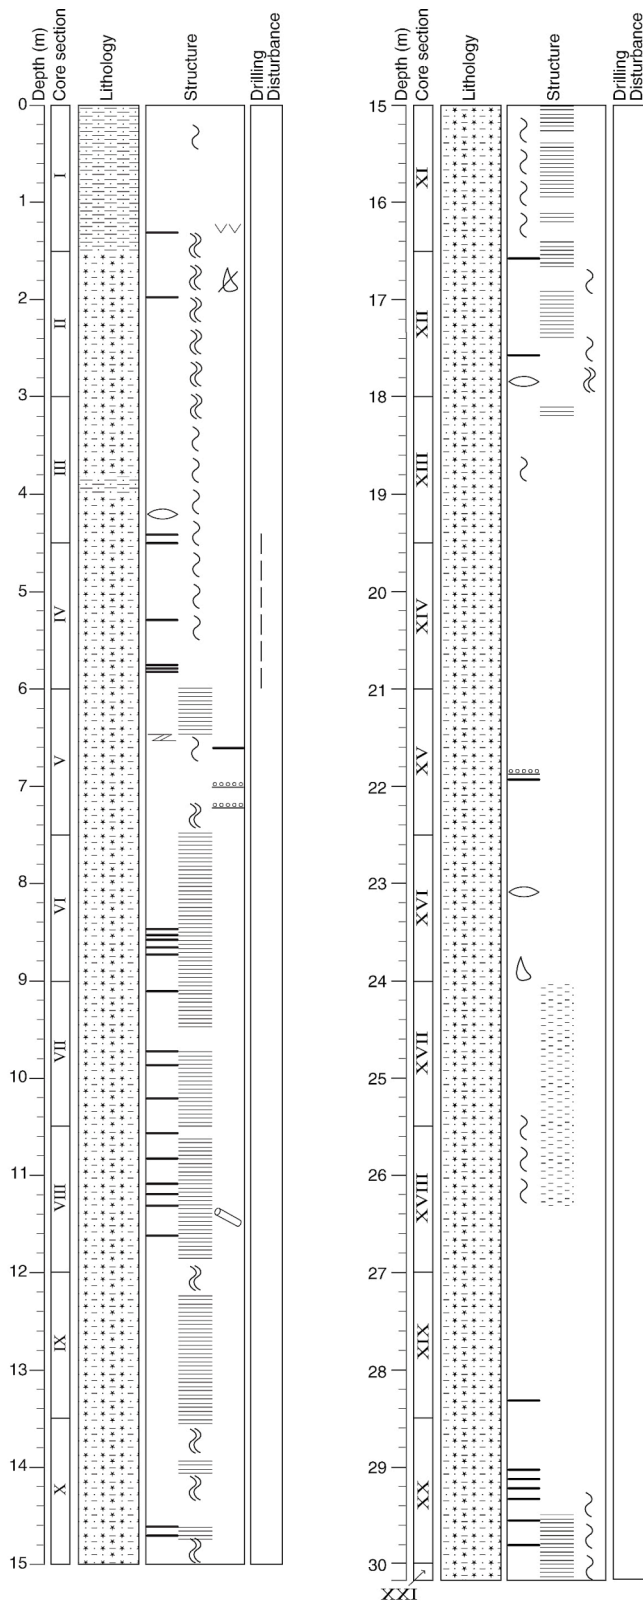 Depth (m)
Core section
Lithology
Structure
Drilling
Disturbance
0
1
2
3
4
5
6
7
8
9
10
11
12
13
14
15
I
II
III
IV
V
VI
VII
VIII
IX
X
Depth (m)
Core section
Lithology
Structure
Drilling
Disturbance
15
16
17
18
19
20
21
22
23
24
25
26
27
28
29
30
XI
XII
XIII
XIV
XV
XVI
XVII
XVIII
XIX
XX
XXI